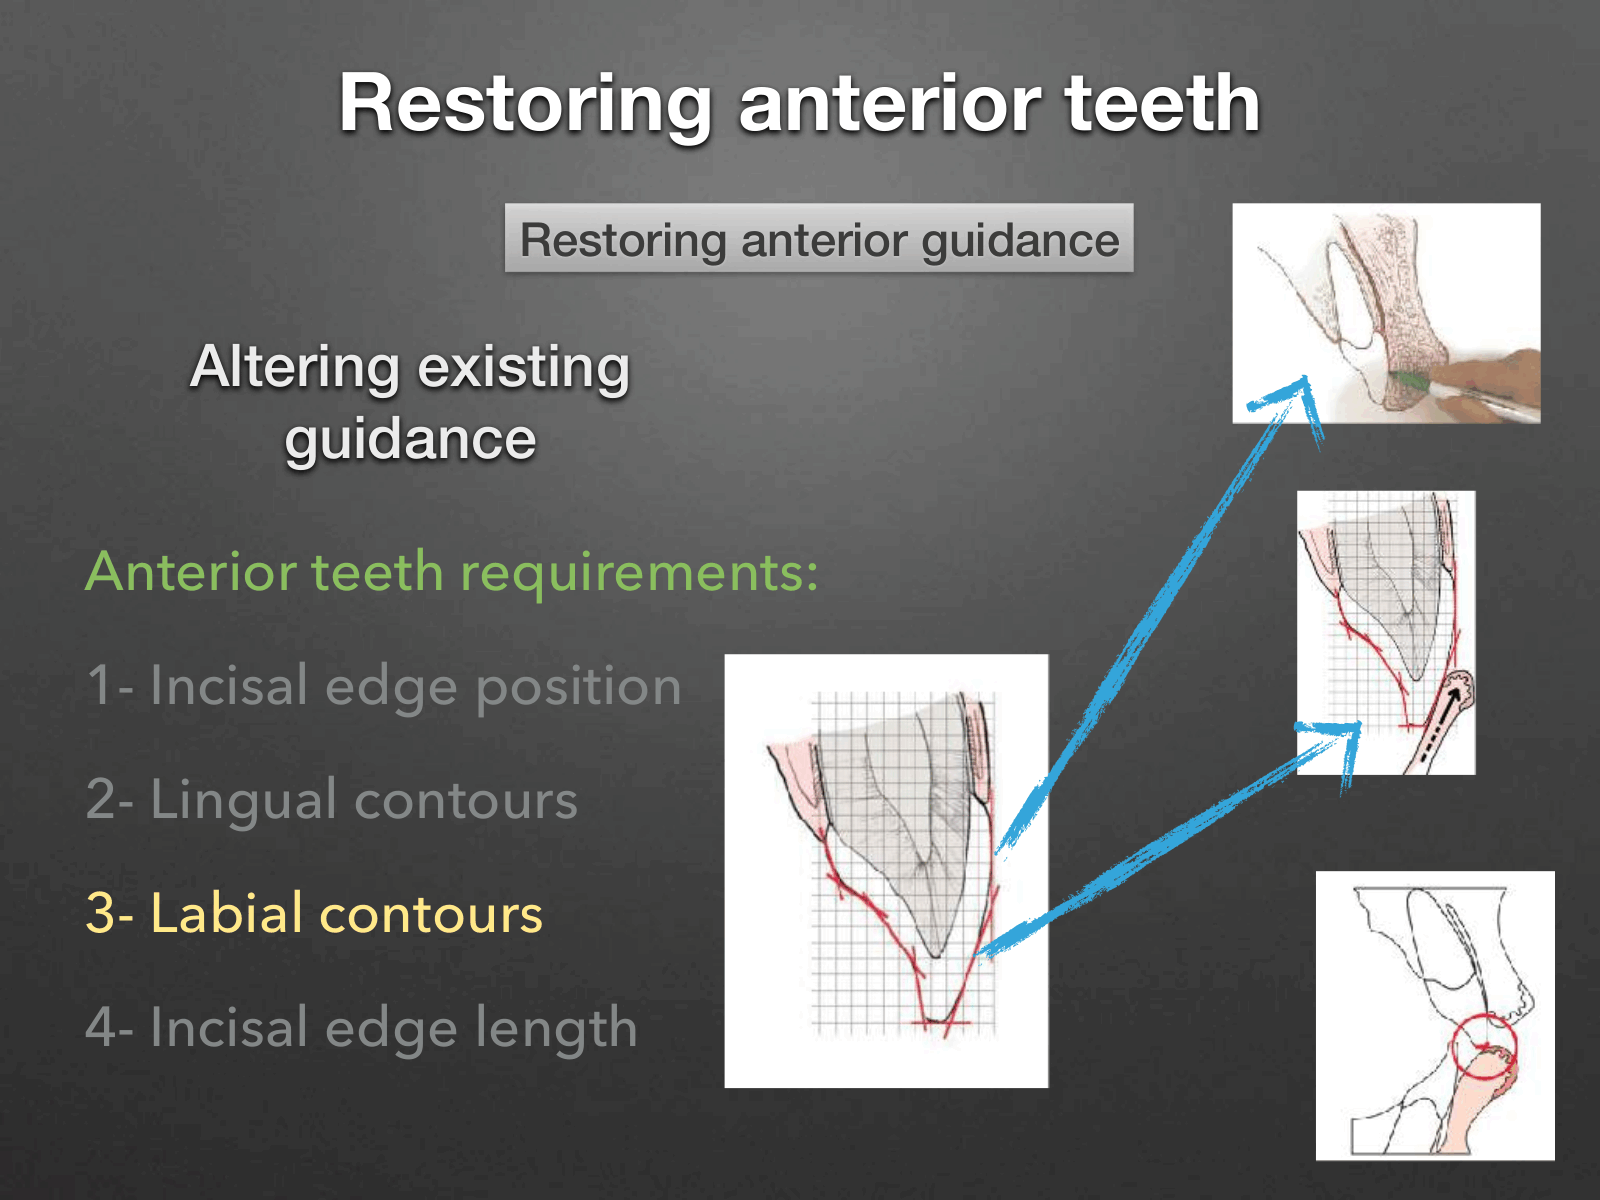 Restoring anterior teeth
Restoring anterior guidance
Altering existing
guidance
Anterior teeth requirements:
1- Incisal edge position
2- Lingual contours
3- Labial contours
4- Incisal edge length